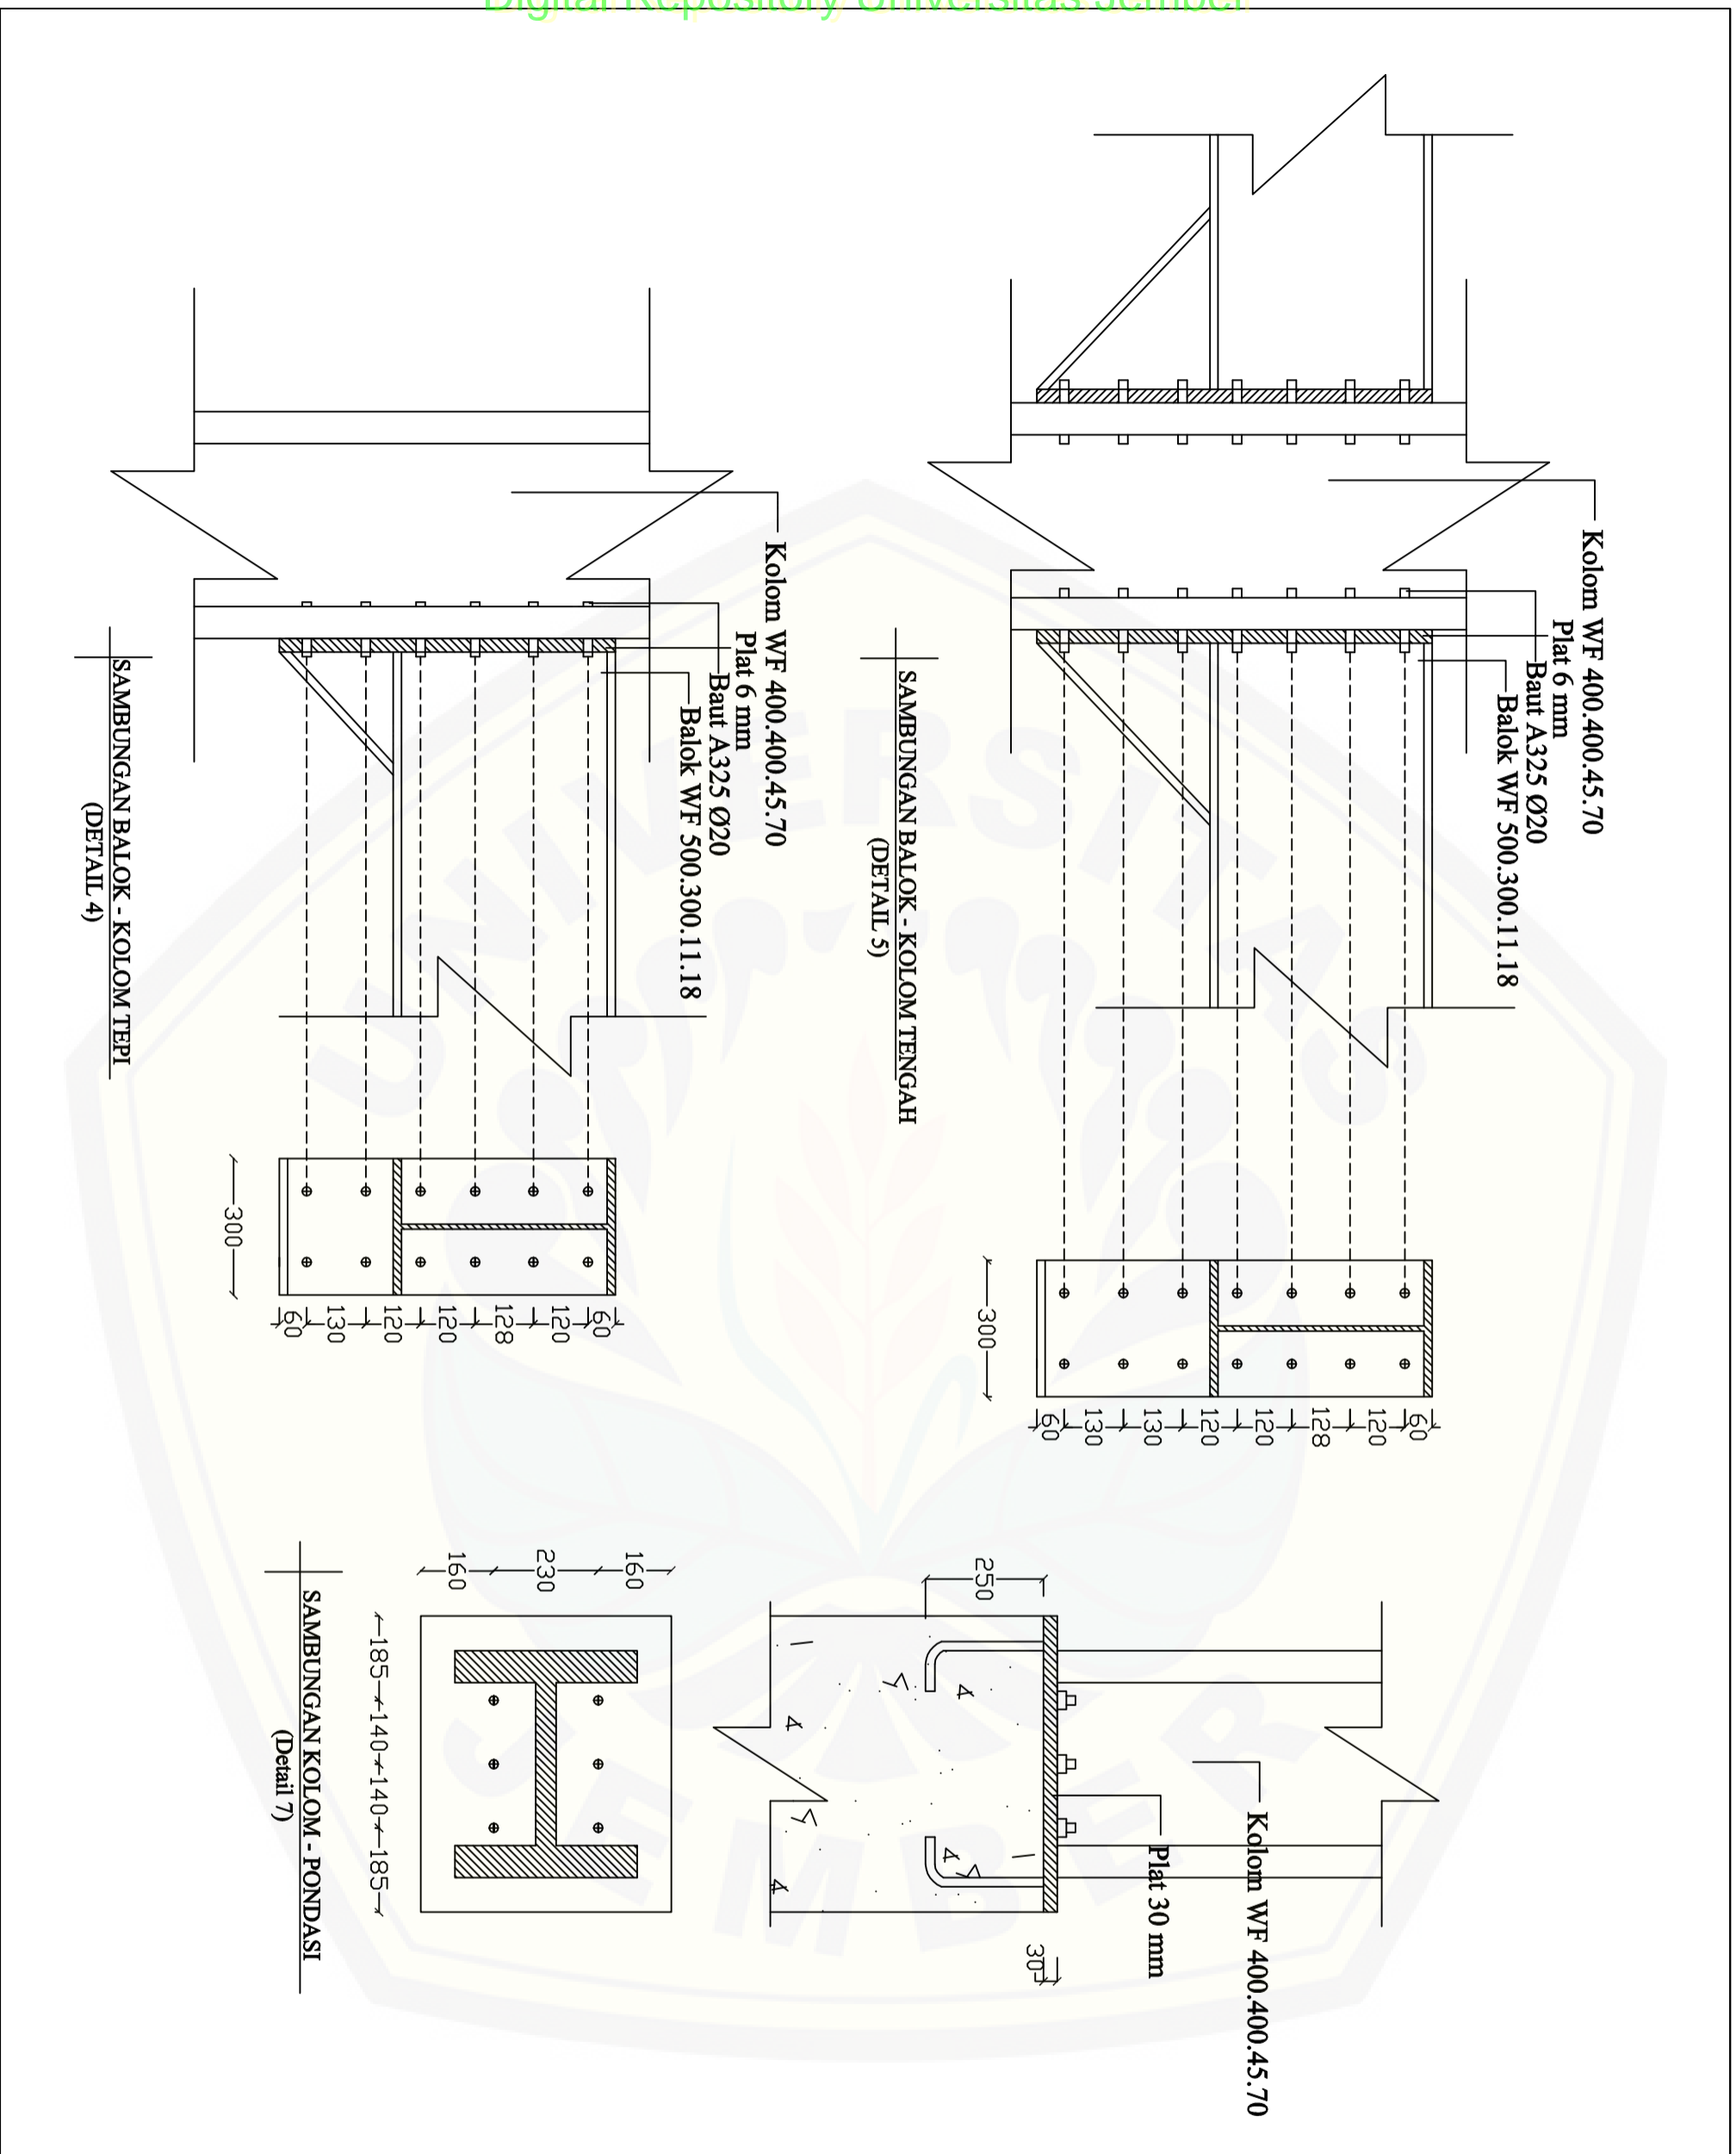 Digital Repository Universitas Jember
Kolom WF 400.400.45.70
Plat 6 mm
Baut A325 Ø20
Balok WF 500.300.11.18
SAMBUNGAN BALOK - KOLOM TENGAH
(DETAIL 5)
300
60
120
128
120
120
130
130
60
Kolom WF 400.400.45.70
Plat 6 mm
Baut A325 Ø20
Balok WF 500.300.11.18
SAMBUNGAN BALOK - KOLOM TEPI
(DETAIL 4)
300
60
120
128
120
120
130
60
Kolom WF 400.400.45.70
Plat 30 mm
250
30
160
230
160
185
140
140
185
SAMBUNGAN KOLOM - PONDASI
(Detail 7)
UNIVERSITAS
JEMBER